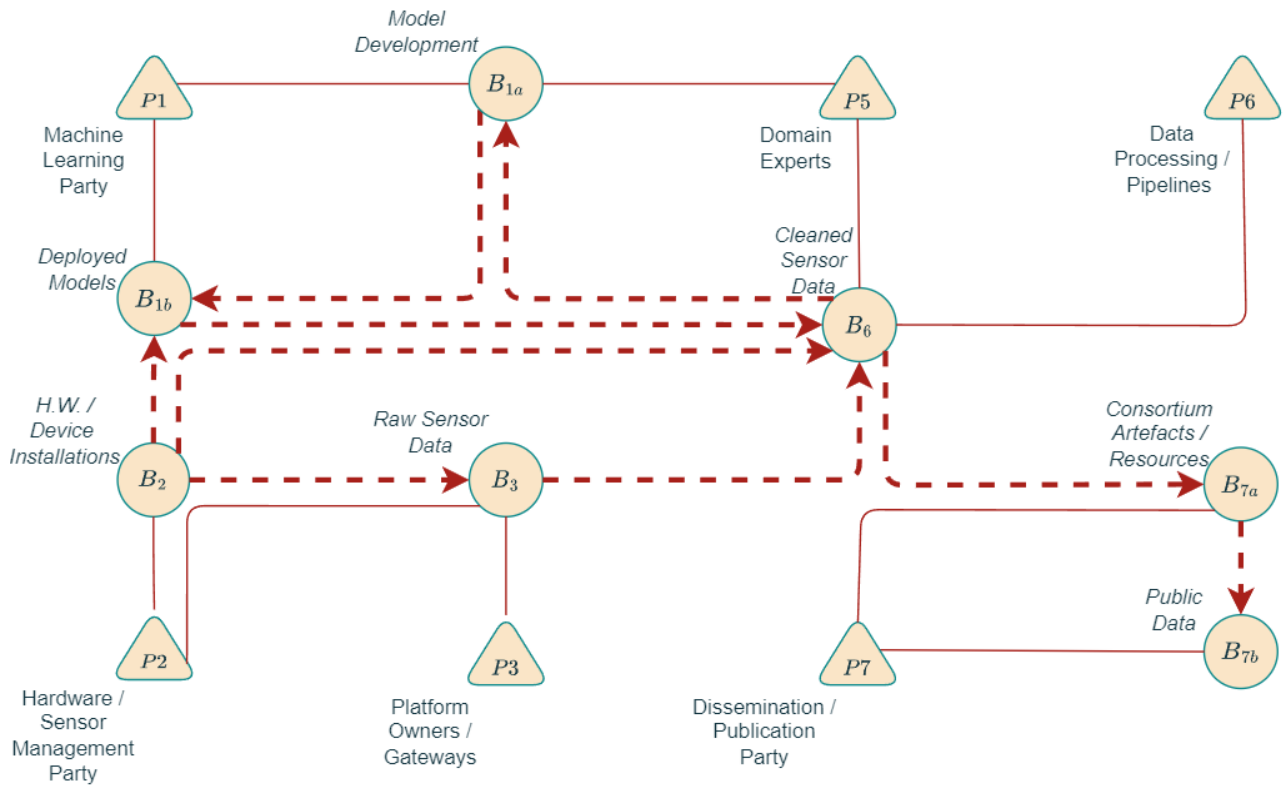 Model
Development
P1
B1a
P5
P6
Machine
Learning
Party
Domain
Experts
Data
Processing /
Pipelines
Deployed
Models
B1b
Cleaned
Sensor
Data
B6
H.W. /
Device
Installations
B2
Raw Sensor
Data
B3
Consortium
Artefacts /
Resources
B7a
Public
Data
B7b
P2
P3
P7
Hardware /
Sensor
Management
Party
Platform
Owners /
Gateways
Dissemination /
Publication
Party